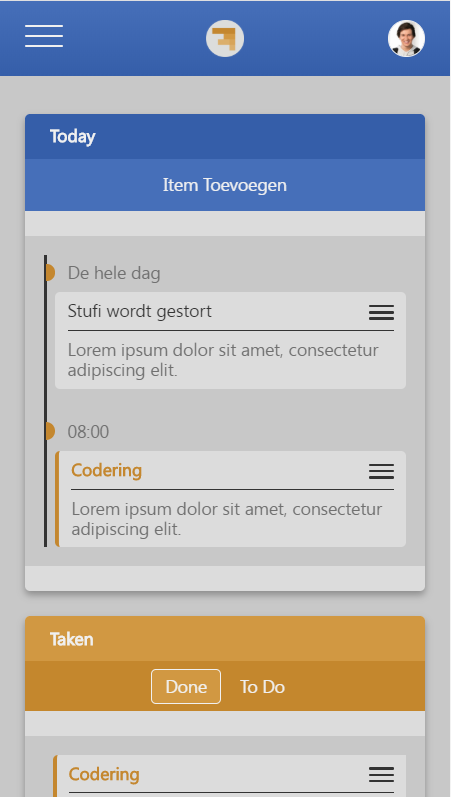 Today
Item Toevoegen
De hele dag
Stufi wordt gestort
Lorem ipsum dolor sit amet, consectetur
adipiscing elit.
08:00
Codering
Lorem ipsum dolor sit amet, consectetur
adipiscing elit.
Taken
Done To Do
Codering